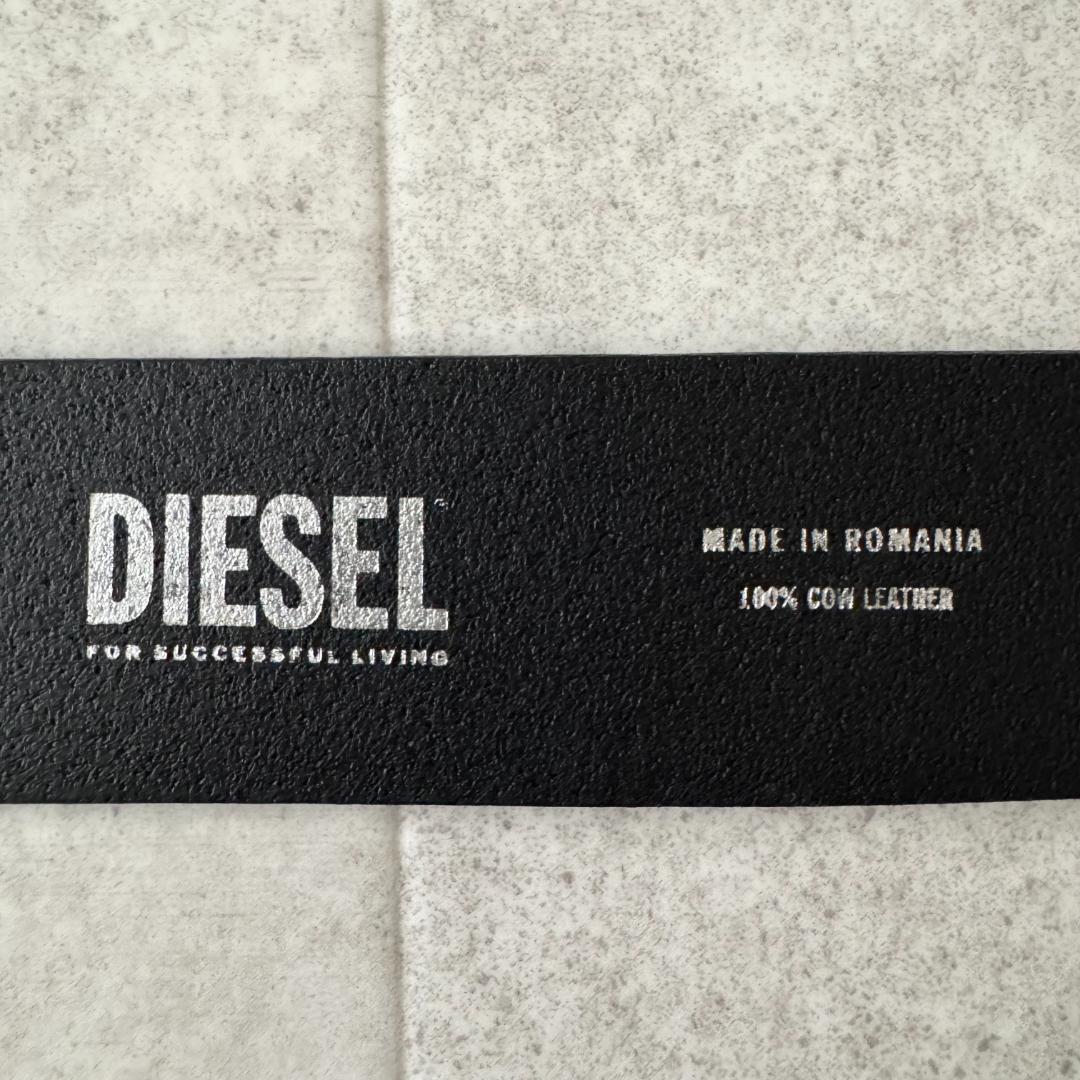 DIESEL
FOR SUCCESSFUL LIVING
MADE IN ROMANIA
100% COW LEATHER